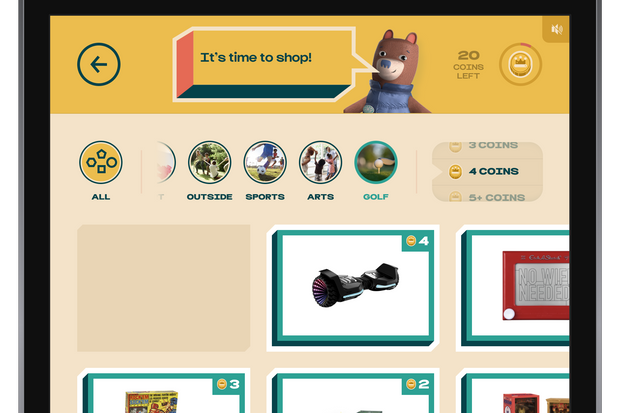 It's time to shop!
20
COINS
LEFT
3 COINS
4 COINS
5+ COINS
ALL
T
OUTSIDE
SPORTS
ARTS
GOLF
4
NO WIFI
NEEDED
3
2